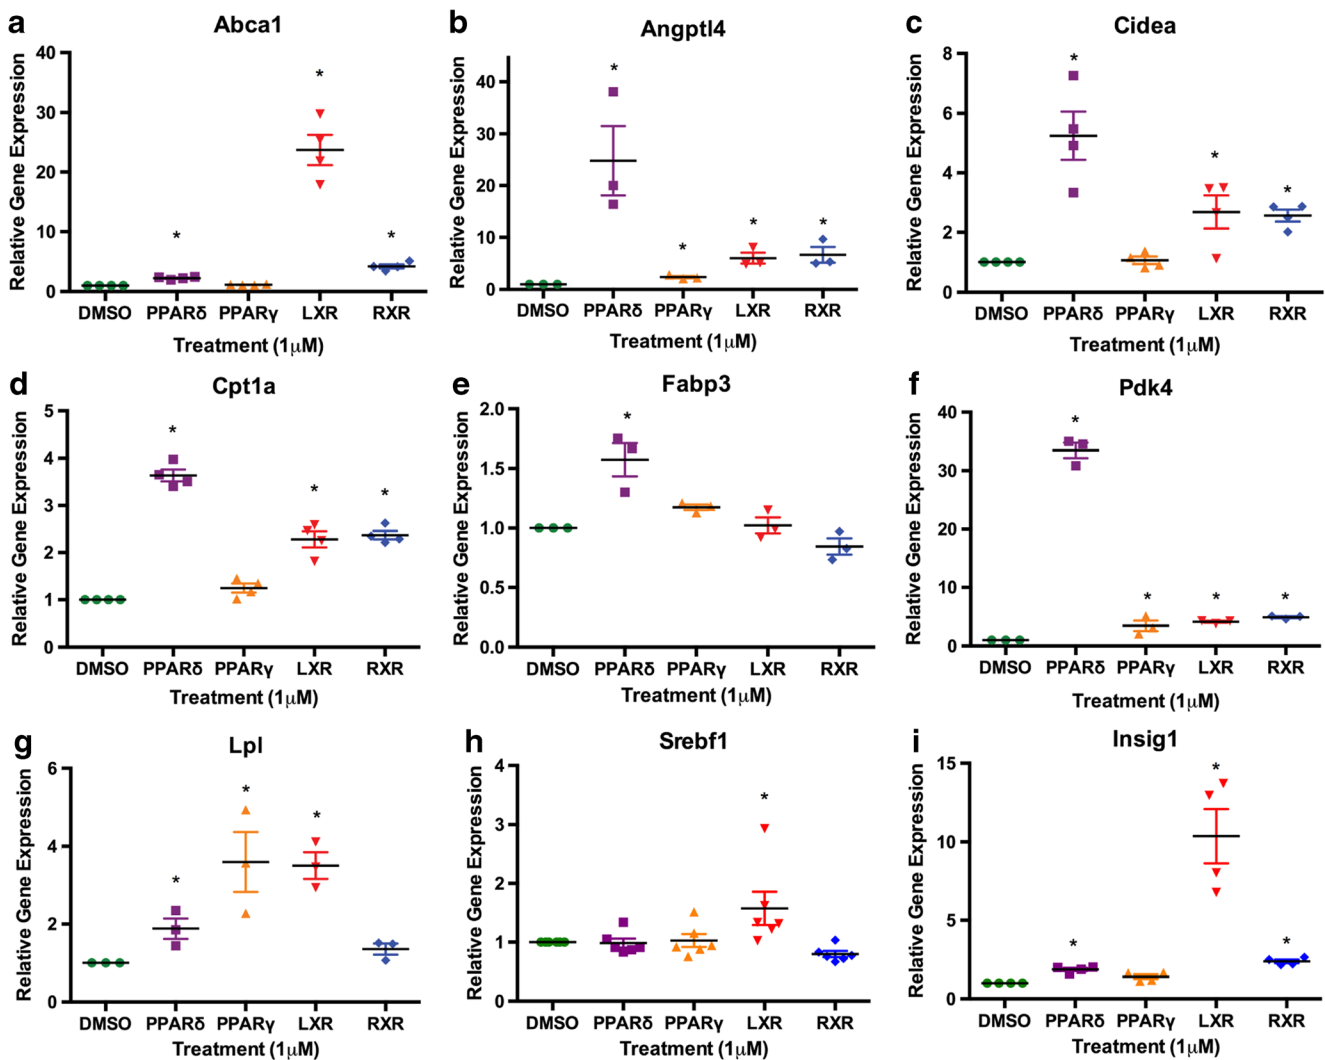 a Abca1
Relative Gene Expression
40
30
20
10
0
* * * 
DMSO PPARδ PPARγ LXR RXR
Treatment (1μM)
b Angptl4
Relative Gene Expression
40
30
20
10
0
* * * *
DMSO PPARδ PPARγ LXR RXR
Treatment (1μM)
c Cidea
Relative Gene Expression
8
6
4
2
0
* * *
DMSO PPARδ PPARγ LXR RXR
Treatment (1μM)
d Cpt1a
Relative Gene Expression
5
4
3
2
1
0
* * *
DMSO PPARδ PPARγ LXR RXR
Treatment (1μM)
e Fabp3
Relative Gene Expression
2.0
1.5
1.0
0.5
0.0
*
DMSO PPARδ PPARγ LXR RXR
Treatment (1μM)
f Pdk4
Relative Gene Expression
40
30
20
10
0
* * * *
DMSO PPARδ PPARγ LXR RXR
Treatment (1μM)
g Lpl
Relative Gene Expression
6
4
2
0
* * *
DMSO PPARδ PPARγ LXR RXR
Treatment (1μM)
h Srebf1
Relative Gene Expression
4
3
2
1
0
*
DMSO PPARδ PPARγ LXR RXR
Treatment (1μM)
i Insig1
Relative Gene Expression
15
10
5
0
* * *
DMSO PPARδ PPARγ LXR RXR
Treatment (1μM)